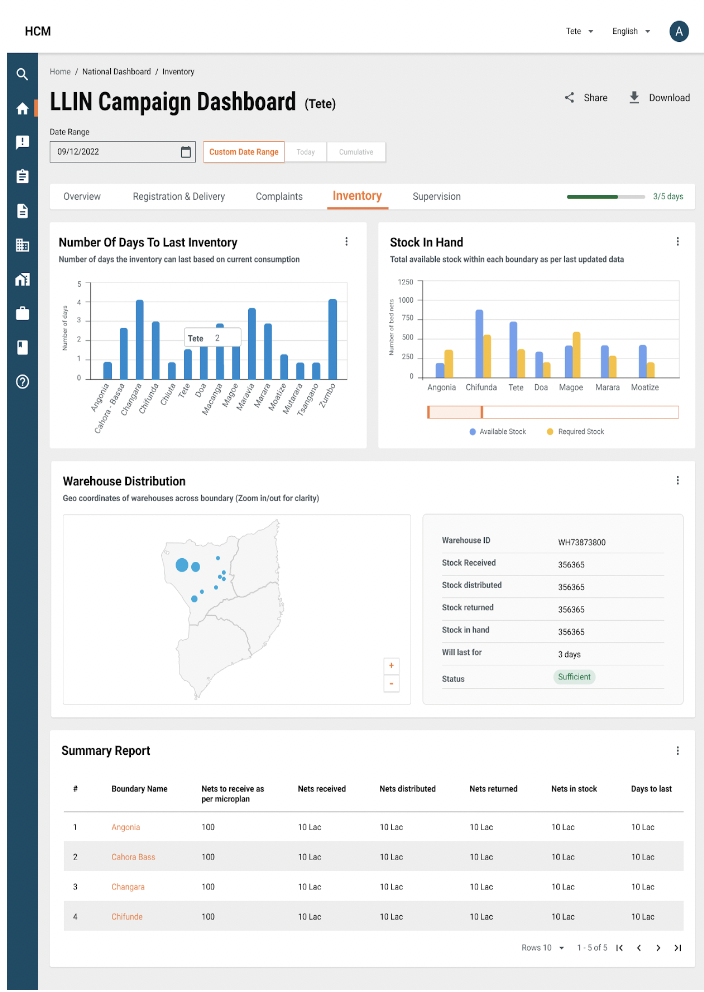 HCM
Tete
English
A
Home / National Dashboard / Inventory
LLIN Campaign Dashboard (Tete)
Share
Download
Date Range
09/12/2022
Custom Date Range
Today
Cumulative
Overview
Registration & Delivery
Complaints
Inventory
Supervision
3/5 days
Number Of Days To Last Inventory
Number of days the inventory can last based on current consumption
Number of days
5
4
3
2
1
0
Tete 2
Angonia
Cahora - Bassa
Changara
Chifunda
Chiute
Tete
Doa
Macanga
Magoe
Maravia
Marara
Moatize
Mutarara
Tsangano
Zumbo
Stock In Hand
Total available stock within each boundary as per last updated data
Number of bed nets
1250
1000
750
500
250
0
Angonia
Chifunda
Tete
Doa
Magoe
Marara
Moatize
Available Stock
Required Stock
Warehouse Distribution
Geo coordinates of warehouses across boundary (Zoom in/out for clarity)
+
-
Warehouse ID WH73873800
Stock Received 356365
Stock distributed 356365
Stock returned 356365
Stock in hand 356365
Will last for 3 days
Status Sufficient
Summary Report
# Boundary Name Nets to receive as per microplan Nets received Nets distributed Nets returned Nets in stock Days to last
1 Angonia 100 10 Lac 10 Lac 10 Lac 10 Lac 10 Lac
2 Cahora Bass 100 10 Lac 10 Lac 10 Lac 10 Lac 10 Lac
3 Changara 100 10 Lac 10 Lac 10 Lac 10 Lac 10 Lac
4 Chifunde 100 10 Lac 10 Lac 10 Lac 10 Lac 10 Lac
Rows 10 1 - 5 of 5